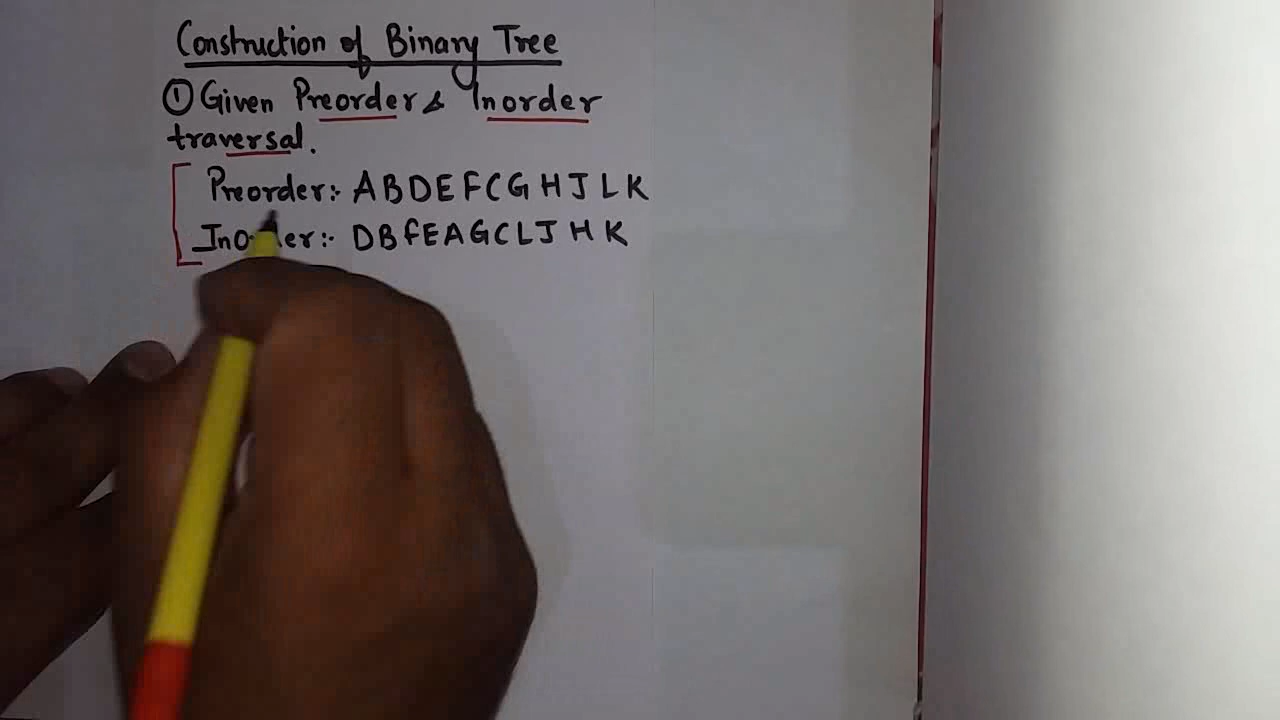 Construction of Binary Tree
① Given Preorder & Inorder
traversal.
Preorder:- A B D E F C G H J L K
Inorder:- D B F E A G C L J H K